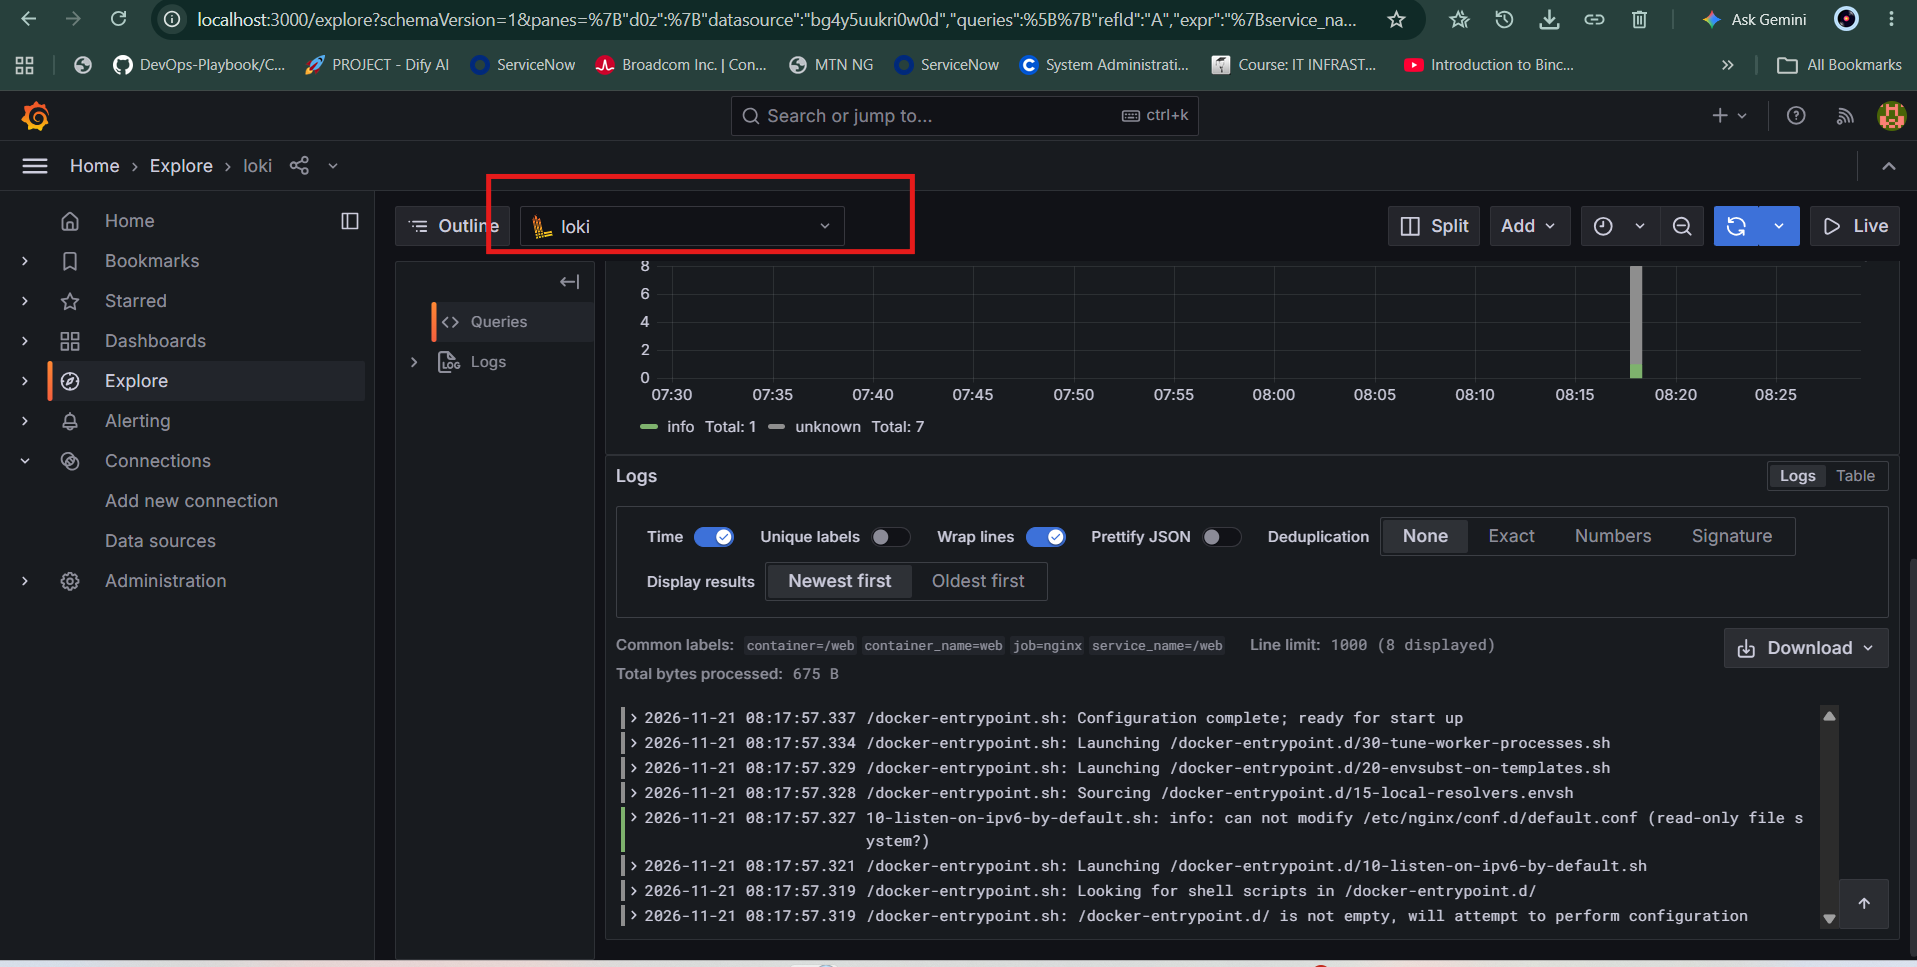 localhost:3000/explore?schemaVersion=1&panes=%7B"d0z":%7B"datasource":"bg4y5uukri0w0d","queries":%5B%7B"refId":"A","expr":"%7Bservice_na...
Ask Gemini
DevOps-Playbook/C...
PROJECT - Dify AI
ServiceNow
Broadcom Inc. | Con...
MTN NG
ServiceNow
System Administrati...
Course: IT INFRAST...
Introduction to Binc...
All Bookmarks
Search or jump to...
ctrl+k
Home › Explore › loki
Home
Bookmarks
Starred
Dashboards
Explore
Alerting
Connections
Add new connection
Data sources
Administration
Outline
loki
Split
Add
Live
Queries
LOG Logs
8
6
4
2
0
07:30 07:35 07:40 07:45 07:50 07:55 08:00 08:05 08:10 08:15 08:20 08:25
info Total: 1 unknown Total: 7
Logs
Logs Table
Time Unique labels Wrap lines Prettify JSON Deduplication None Exact Numbers Signature
Display results Newest first Oldest first
Common labels: container=/web container_name=web job=nginx service_name=/web Line limit: 1000 (8 displayed)
Download
Total bytes processed: 675 B
2026-11-21 08:17:57.337 /docker-entrypoint.sh: Configuration complete; ready for start up
2026-11-21 08:17:57.334 /docker-entrypoint.sh: Launching /docker-entrypoint.d/30-tune-worker-processes.sh
2026-11-21 08:17:57.329 /docker-entrypoint.sh: Launching /docker-entrypoint.d/20-envsubst-on-templates.sh
2026-11-21 08:17:57.328 /docker-entrypoint.sh: Sourcing /docker-entrypoint.d/15-local-resolvers.envsh
2026-11-21 08:17:57.327 10-listen-on-ipv6-by-default.sh: info: can not modify /etc/nginx/conf.d/default.conf (read-only file s
ystem?)
2026-11-21 08:17:57.321 /docker-entrypoint.sh: Launching /docker-entrypoint.d/10-listen-on-ipv6-by-default.sh
2026-11-21 08:17:57.319 /docker-entrypoint.sh: Looking for shell scripts in /docker-entrypoint.d/
2026-11-21 08:17:57.319 /docker-entrypoint.sh: /docker-entrypoint.d/ is not empty, will attempt to perform configuration